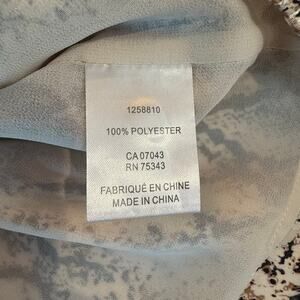 1258810
100% POLYESTER
CA 07043
RN 75343
FABRIQUÉ EN CHINE
MADE IN CHINA